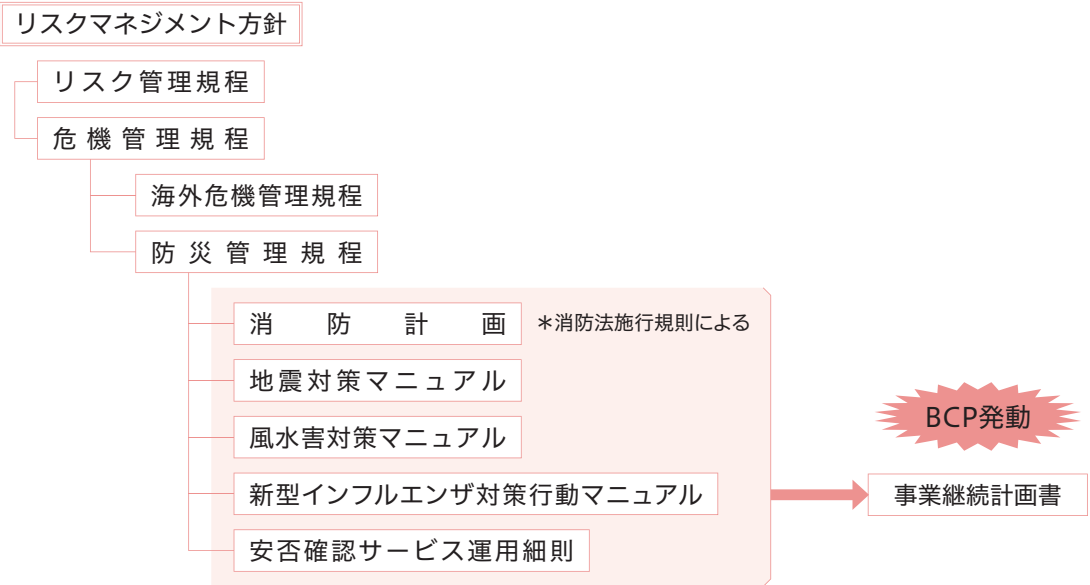 リスクマネジメント方針
リスク管理規程
危機管理規程
海外危機管理規程
防災管理規程
消防計画 ＊消防法施行規則による
地震対策マニュアル
風水害対策マニュアル
新型インフルエンザ対策行動マニュアル
安否確認サービス運用細則
BCP発動
事業継続計画書